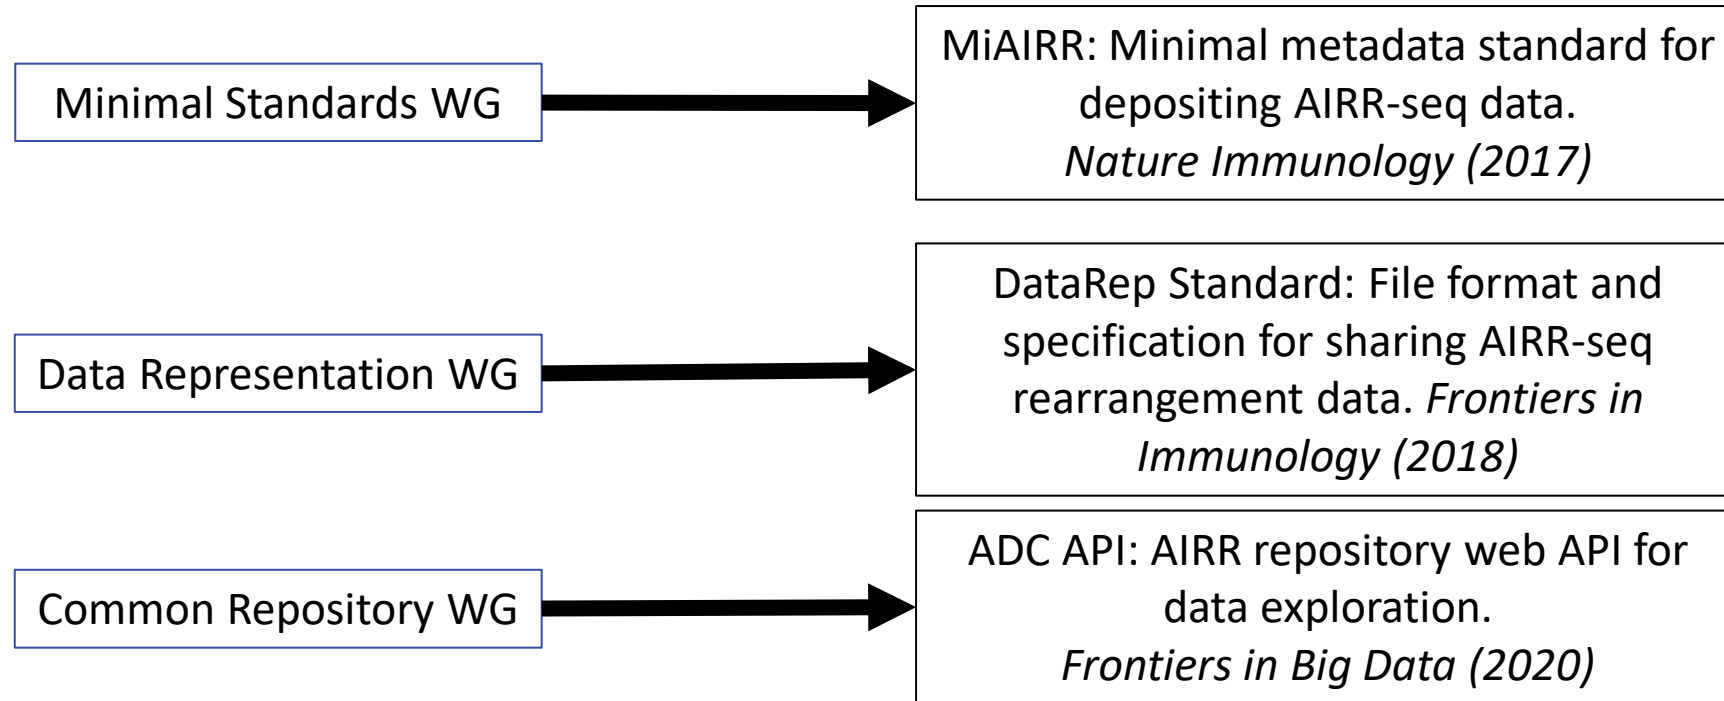 Minimal Standards WG
MiAIRR: Minimal metadata standard for
depositing AIRR-seq data.
Nature Immunology (2017)
Data Representation WG
DataRep Standard: File format and
specification for sharing AIRR-seq
rearrangement data. Frontiers in
Immunology (2018)
Common Repository WG
ADC API: AIRR repository web API for
data exploration.
Frontiers in Big Data (2020)